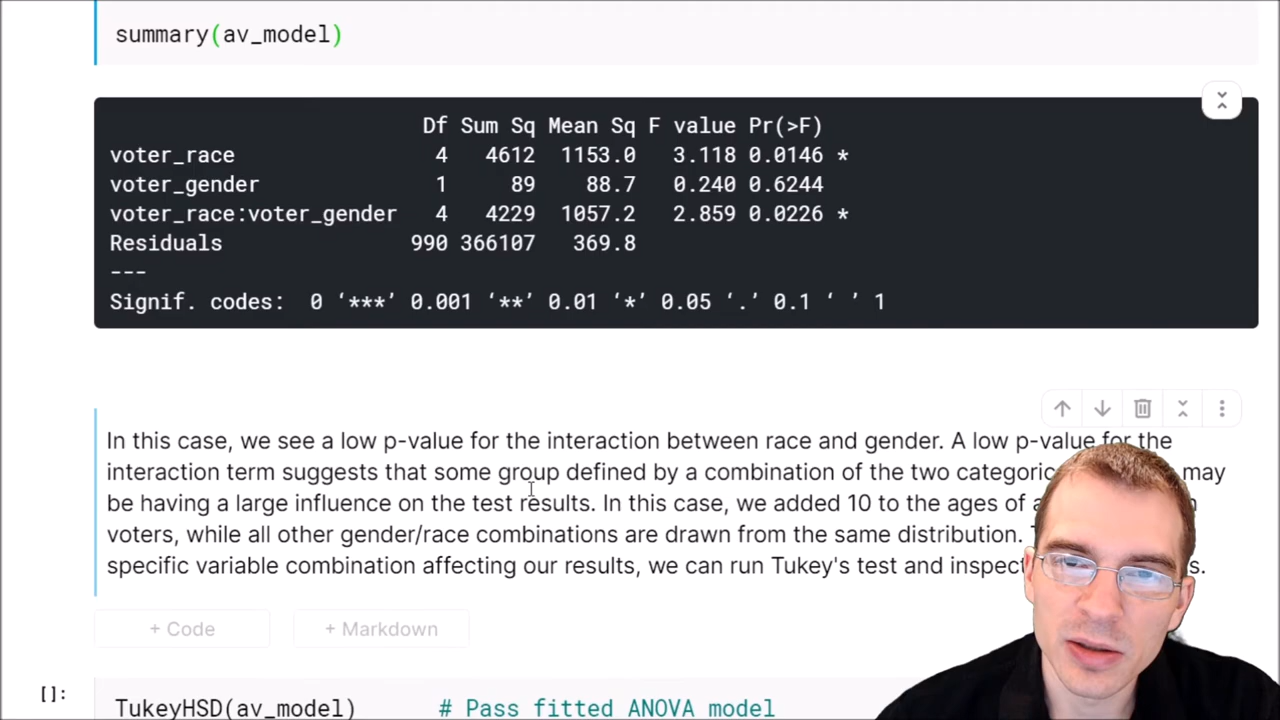 summary(av_model)
Df Sum Sq Mean Sq F value Pr(>F)
voter_race 4 4612 1153.0 3.118 0.0146 *
voter_gender 1 89 88.7 0.240 0.6244
voter_race:voter_gender 4 4229 1057.2 2.859 0.0226 *
Residuals 990 366107 369.8
---
Signif. codes: 0 ‘***’ 0.001 ‘**’ 0.01 ‘*’ 0.05 ‘.’ 0.1 ‘ ’ 1
In this case, we see a low p-value for the interaction between race and gender. A low p-value for the
interaction term suggests that some group defined by a combination of the two may
be having a large influence on the test results. In this case, we added 10 to the ages of
voters, while all other gender/race combinations are drawn from the same distribution.
specific variable combination affecting our results, we can run Tukey's test and
+ Code
+ Markdown
[]:
TukeyHSD(av_model) # Pass fitted ANOVA model